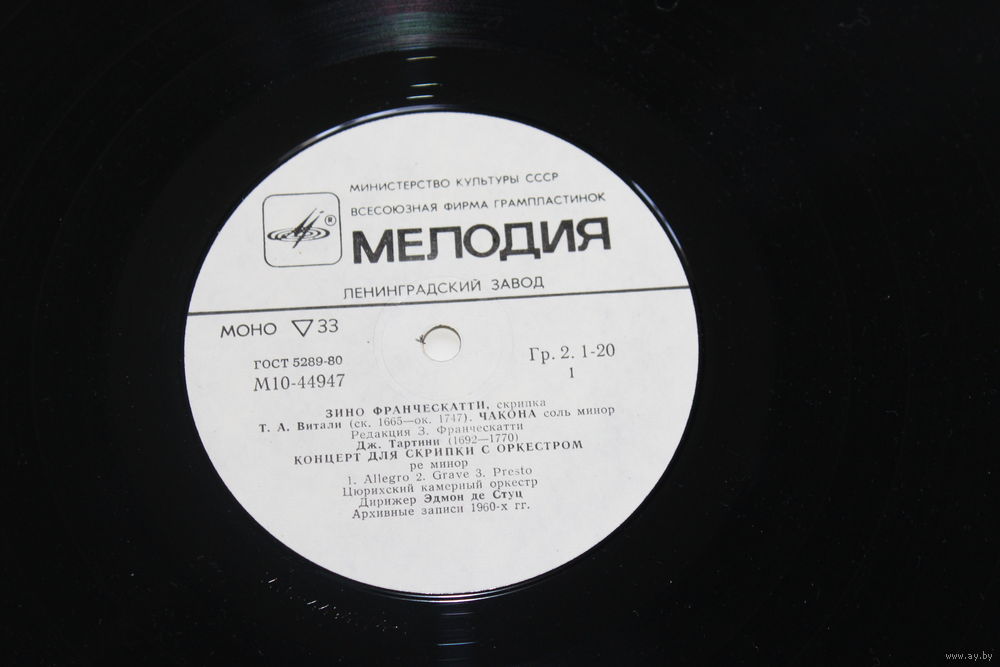 МИНИСТЕРСТВО КУЛЬТУРЫ СССР
ВСЕСОЮЗНАЯ ФИРМА ГРАМПЛАСТИНОК
®
МЕЛОДИЯ
ЛЕНИНГРАДСКИЙ ЗАВОД
МОНО ▽ 33
ГОСТ 5289-80
М10-44947
Гр. 2. 1-20
1
ЗИНО ФРАНЧЕСКАТТИ, скрипка
Т. А. Витали (ск. 1665—ок. 1747). ЧАКОНА соль минор
Редакция З. Франческатти
Дж. Тартини (1692—1770)
КОНЦЕРТ ДЛЯ СКРИПКИ С ОРКЕСТРОМ
ре минор
1. Allegro 2. Grave 3. Presto
Цюрихский камерный оркестр
Дирижер Эдмон де Стуц
Архивные записи 1960-х гг.
www.ay.by